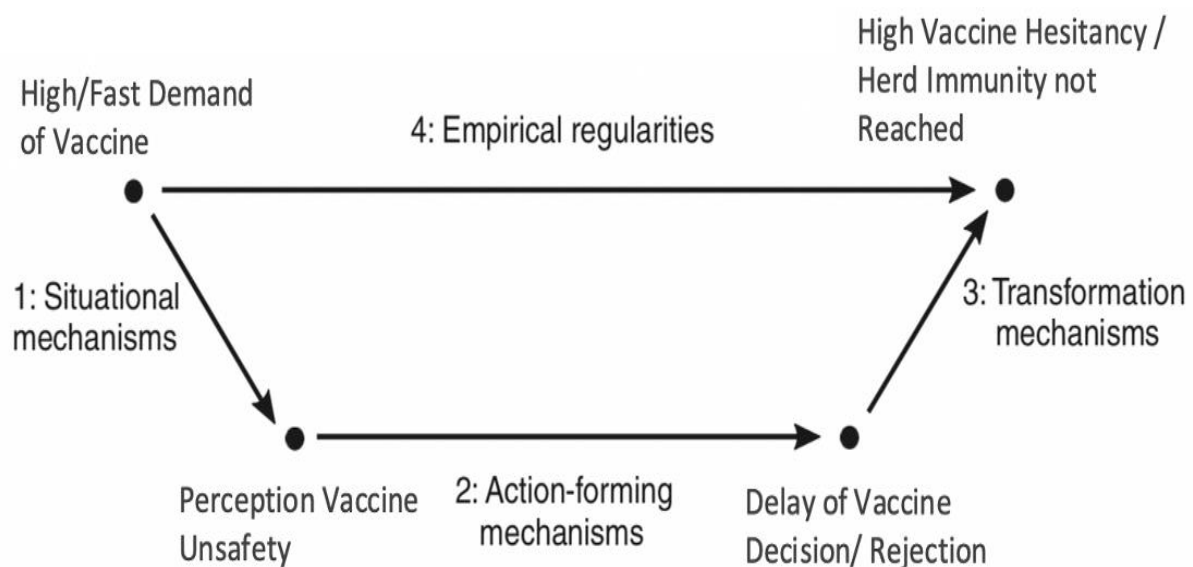 High/Fast Demand
of Vaccine
4: Empirical regularities
High Vaccine Hesitancy /
Herd Immunity not
Reached
1: Situational
mechanisms
3: Transformation
mechanisms
Perception Vaccine
Unsafety
2: Action-forming
mechanisms
Delay of Vaccine
Decision/ Rejection